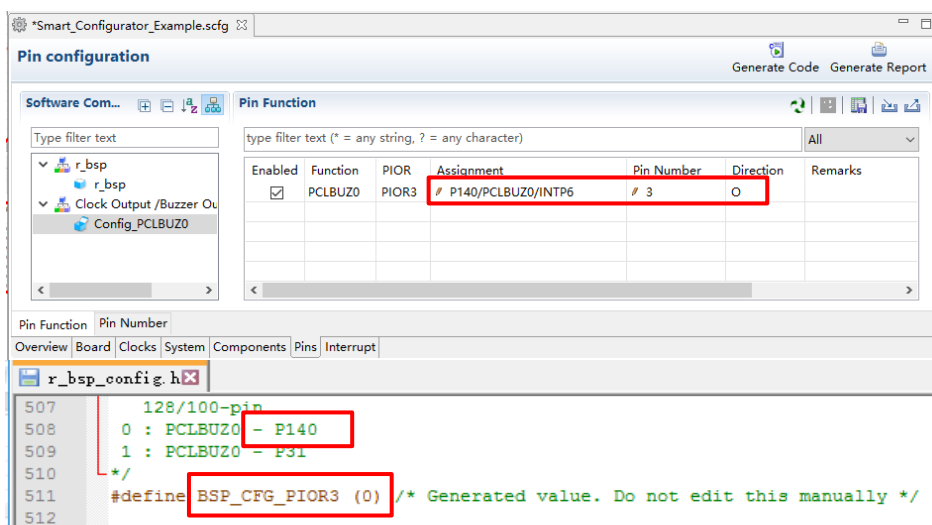 *Smart_Configurator_Example.scfg
Pin configuration
Generate Code Generate Report
Software Com...
Pin Function
Type filter text
type filter text (* = any string, ? = any character)
All
r_bsp
r_bsp
Clock Output /Buzzer Ou
Config_PCLBUZ0
Enabled Function PIOR Assignment Pin Number Direction Remarks
PCLBUZ0 PIOR3 P140/PCLBUZ0/INTP6 3 O
Pin Function Pin Number
Overview Board Clocks System Components Pins Interrupt
r_bsp_config.h
507 128/100-pin
508 0 : PCLBUZ0 - P140
509 1 : PCLBUZ0 - P31
510 */
511 #define BSP_CFG_PIOR3 (0) /* Generated value. Do not edit this manually */
512